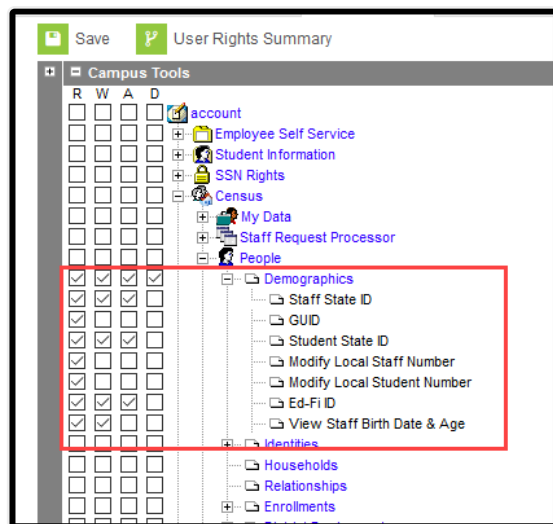 Save User Rights Summary
Campus Tools
R W A D
account
Employee Self Service
Student Information
SSN Rights
Census
My Data
Staff Request Processor
People
Demographics
Staff State ID
GUID
Student State ID
Modify Local Staff Number
Modify Local Student Number
Ed-Fi ID
View Staff Birth Date & Age
Identities
Households
Relationships
Enrollments